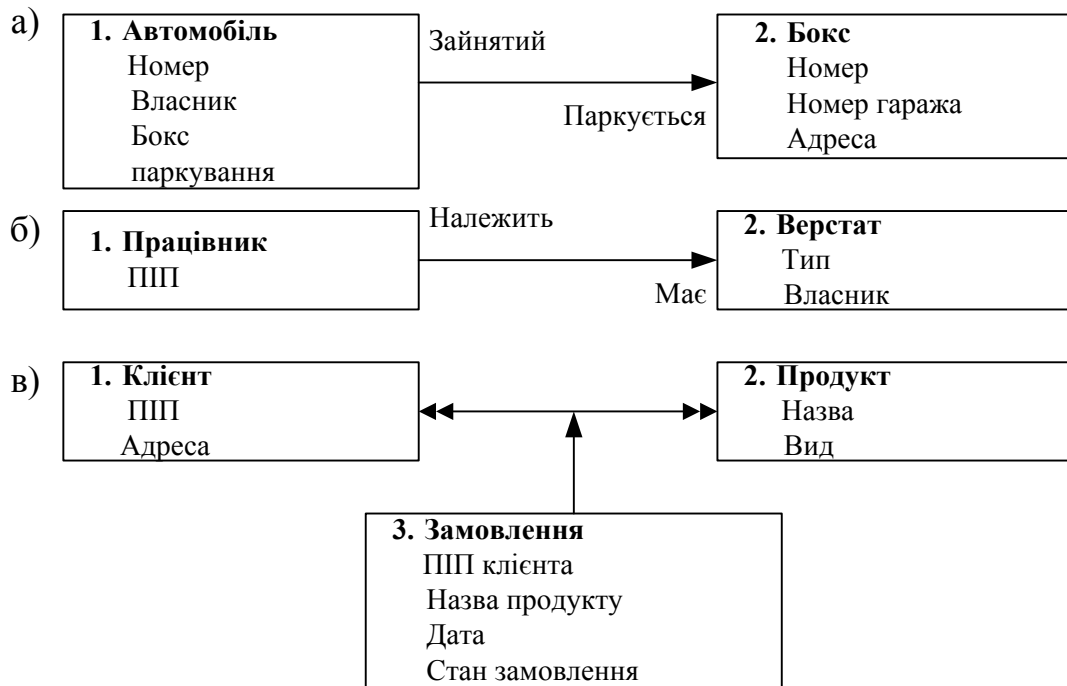 а)
1. Автомобіль
Номер
Власник
Бокс
паркування
Зайнятий
Паркується
2. Бокс
Номер
Номер гаража
Адреса
б)
1. Працівник
ПІП
Належить
Має
2. Верстат
Тип
Власник
в)
1. Клієнт
ПІП
Адреса
2. Продукт
Назва
Вид
3. Замовлення
ПІП клієнта
Назва продукту
Дата
Стан замовлення